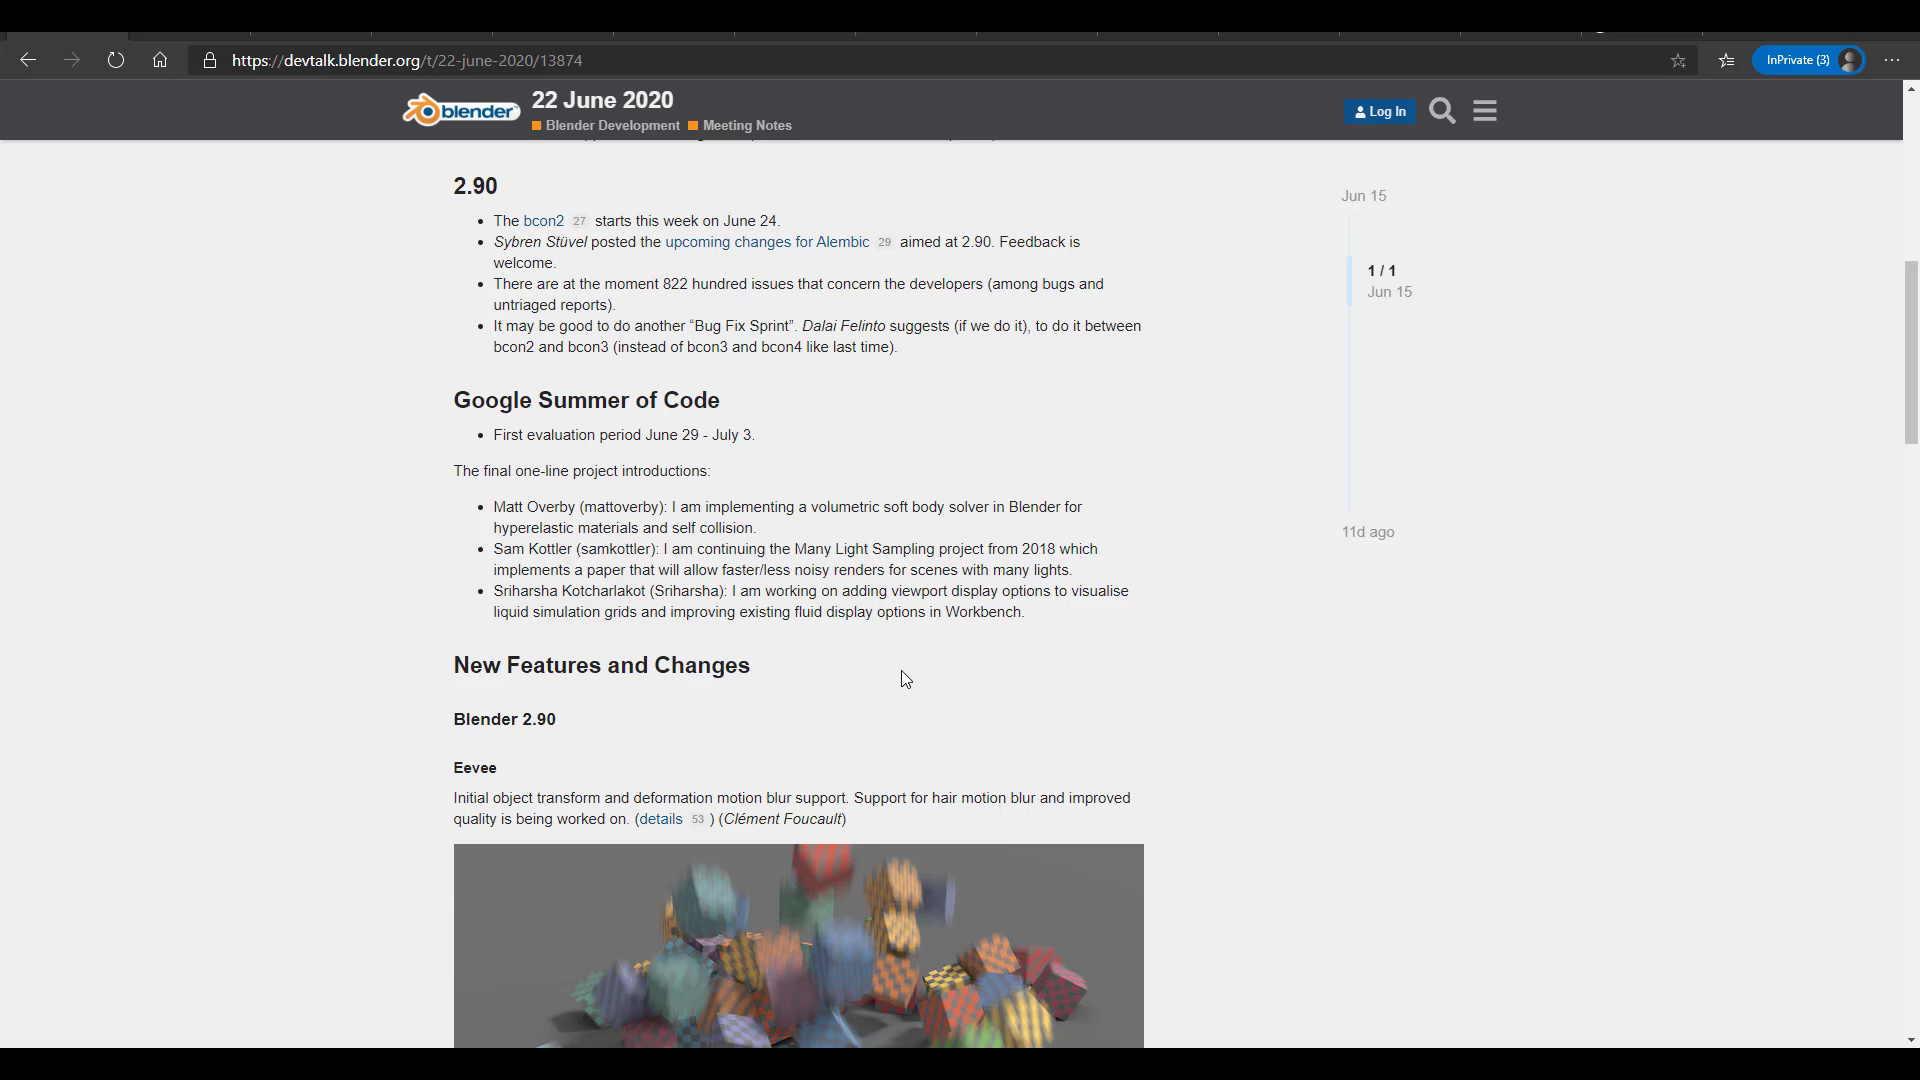 https://devtalk.blender.org/t/22-june-2020/13874
InPrivate (3)
blender
22 June 2020
Blender Development Meeting Notes
Log In
2.90
The bcon2 27 starts this week on June 24.
Sybren Stüvel posted the upcoming changes for Alembic 29 aimed at 2.90. Feedback is
welcome.
There are at the moment 822 hundred issues that concern the developers (among bugs and
untriaged reports).
It may be good to do another “Bug Fix Sprint”. Dalai Felinto suggests (if we do it), to do it between
bcon2 and bcon3 (instead of bcon3 and bcon4 like last time).
Google Summer of Code
First evaluation period June 29 - July 3.
The final one-line project introductions:
Matt Overby (mattoverby): I am implementing a volumetric soft body solver in Blender for
hyperelastic materials and self collision.
Sam Kottler (samkottler): I am continuing the Many Light Sampling project from 2018 which
implements a paper that will allow faster/less noisy renders for scenes with many lights.
Sriharsha Kotcharlakot (Sriharsha): I am working on adding viewport display options to visualise
liquid simulation grids and improving existing fluid display options in Workbench.
New Features and Changes
Blender 2.90
Eevee
Initial object transform and deformation motion blur support. Support for hair motion blur and improved
quality is being worked on. (details 53 ) (Clément Foucault)
Jun 15
1 / 1
Jun 15
11d ago